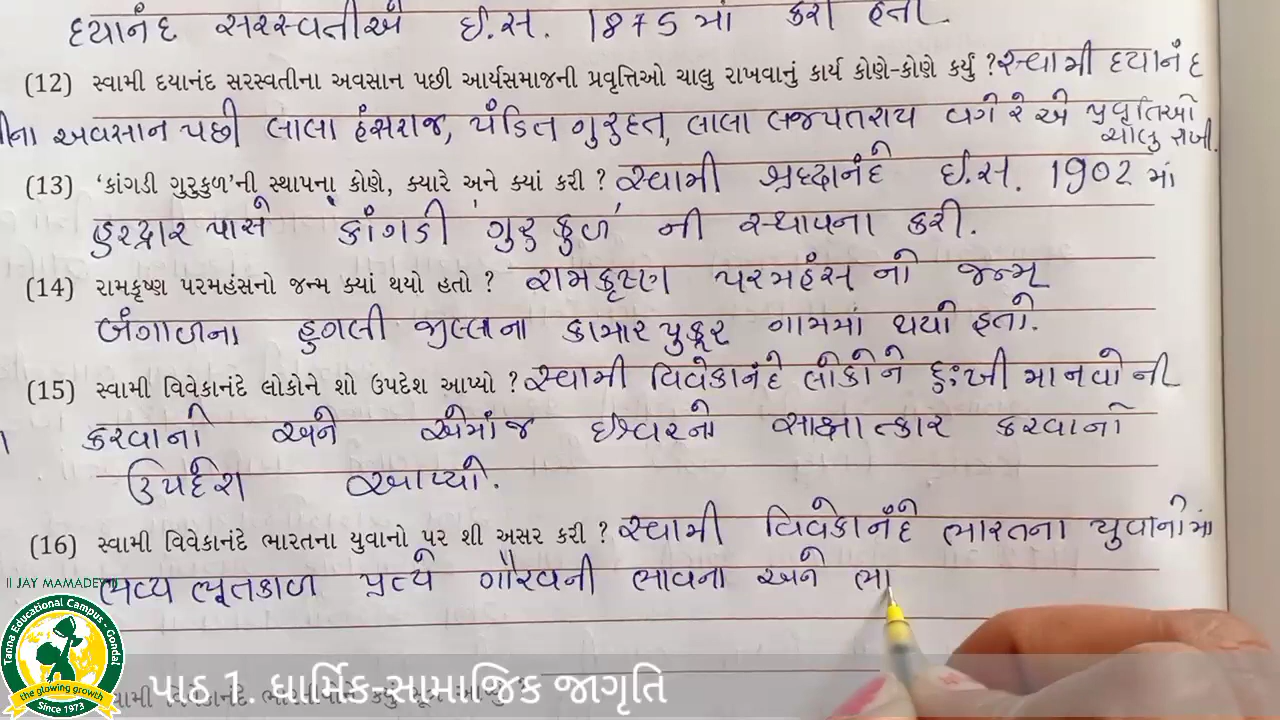 દયાનંદ સરસ્વતીએ ઈ.સ. 1875 માં કરી હતી.
(12) સ્વામી દયાનંદ સરસ્વતીના અવસાન પછી આર્યસમાજની પ્રવૃત્તિઓ ચાલુ રાખવાનું કાર્ય કોણે-કોણે કર્યું ? સ્વામી દયાનંદ
ના અવસાન પછી લાલા હંસરાજ, પંડિત ગુરુદત્ત, લાલા લજપતરાય વગેરે એ પ્રવૃતિઓ
ચાલુ રાખી.
(13) ‘કાંગડી ગુરુકુળ’ની સ્થાપના કોણે, ક્યારે અને ક્યાં કરી ? સ્વામી શ્રધ્ધાનંદે ઈ.સ. 1902 માં
હરદ્વાર પાસે કાંગડી 'ગુરુકુળ' ની સ્થાપના કરી.
(14) રામકૃષ્ણ પરમહંસનો જન્મ ક્યાં થયો હતો ? રામકૃષ્ણ પરમહંસ નો જન્મ
બંગાળના હુગલી જીલ્લાના કામારપુકુર ગામમાં થયો હતો.
(15) સ્વામી વિવેકાનંદે લોકોને શો ઉપદેશ આપ્યો ? સ્વામી વિવેકાનંદે લોકોને દુઃખી માનવોની
કરવાનો અને એમાંજ ઈશ્વરનો સાક્ષાત્કાર કરવાનો
ઉપદેશ આપ્યો.
(16) સ્વામી વિવેકાનંદે ભારતના યુવાનો પર શી અસર કરી ? સ્વામી વિવેકાનંદે ભારતના યુવાનોમાં
ભવ્ય ભૂતકાળ પ્રત્યે ગૌરવની ભાવના અને ભા
|| JAY MAMADEV ||
Tanna Educational Campus - Gondal
the glowing growth
Since 1973
પાઠ 1. ધાર્મિક-સામાજિક જાગૃતિ
સ્વામી વિવેકાનંદે